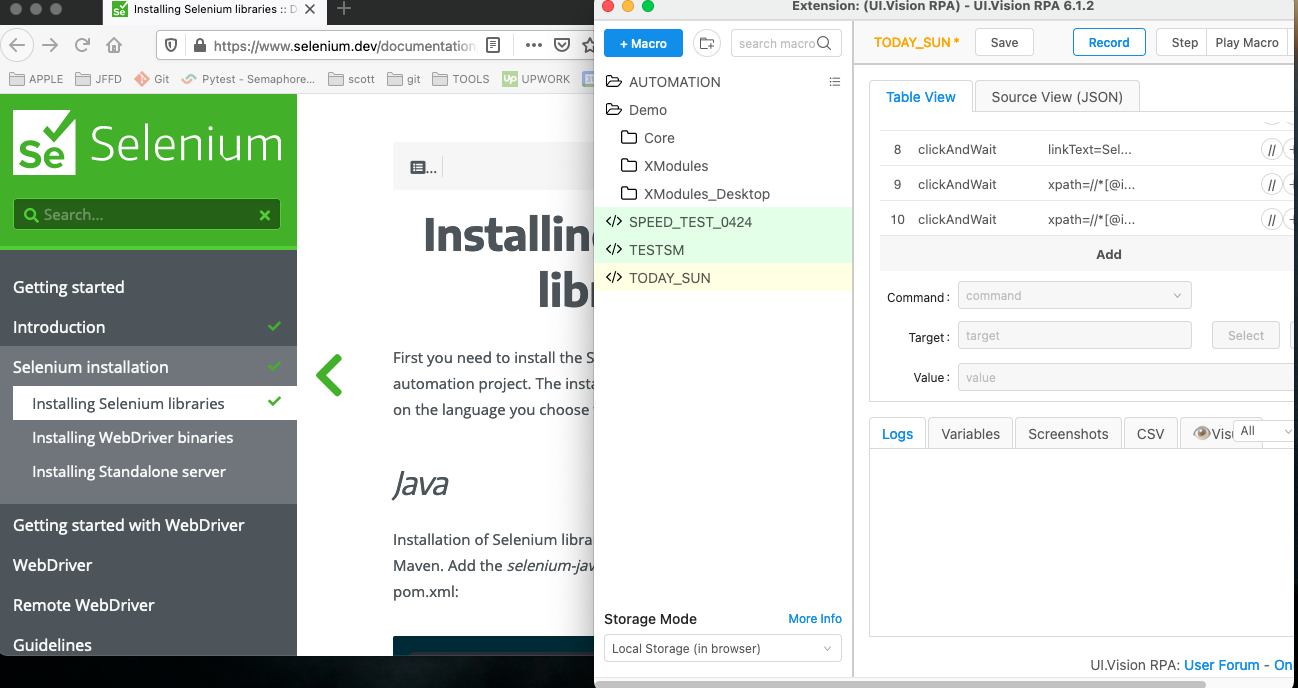 Installing Selenium libraries :: D
https://www.selenium.dev/documentation
APPLE
JFFD
Git
Pytest - Semaphore...
scott
git
TOOLS
Up
UPWORK
Se
Selenium
Search...
Getting started
Introduction
Selenium installation
Installing Selenium libraries
Installing WebDriver binaries
Installing Standalone server
Getting started with WebDriver
WebDriver
Remote WebDriver
Guidelines
...
Installin
libr
First you need to install the S
automation project. The insta
on the language you choose
Java
Installation of Selenium libra
Maven. Add the selenium-jav
pom.xml:
Extension: (UI.Vision RPA) - UI.Vision RPA 6.1.2
+ Macro
search macro
AUTOMATION
Demo
Core
XModules
XModules_Desktop
</> SPEED_TEST_0424
</> TESTSM
</> TODAY_SUN
Storage Mode
More Info
Local Storage (in browser)
TODAY_SUN *
Save
Record
Step
Play Macro
Table View
Source View (JSON)
8 clickAndWait linkText=Sel... //
9 clickAndWait xpath=//*[@i... //
10 clickAndWait xpath=//*[@i... //
Add
Command :
command
Target :
target
Select
Value :
value
Logs
Variables
Screenshots
CSV
Visu
All
UI.Vision RPA: User Forum - On